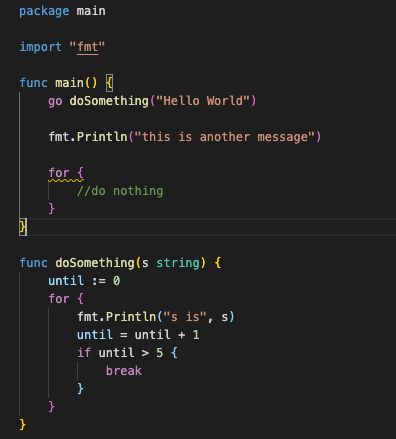 package main
import "fmt"
func main() {
go doSomething("Hello World")
fmt.Println("this is another message")
for {
//do nothing
}
}
func doSomething(s string) {
until := 0
for {
fmt.Println("s is", s)
until = until + 1
if until > 5 {
break
}
}
}